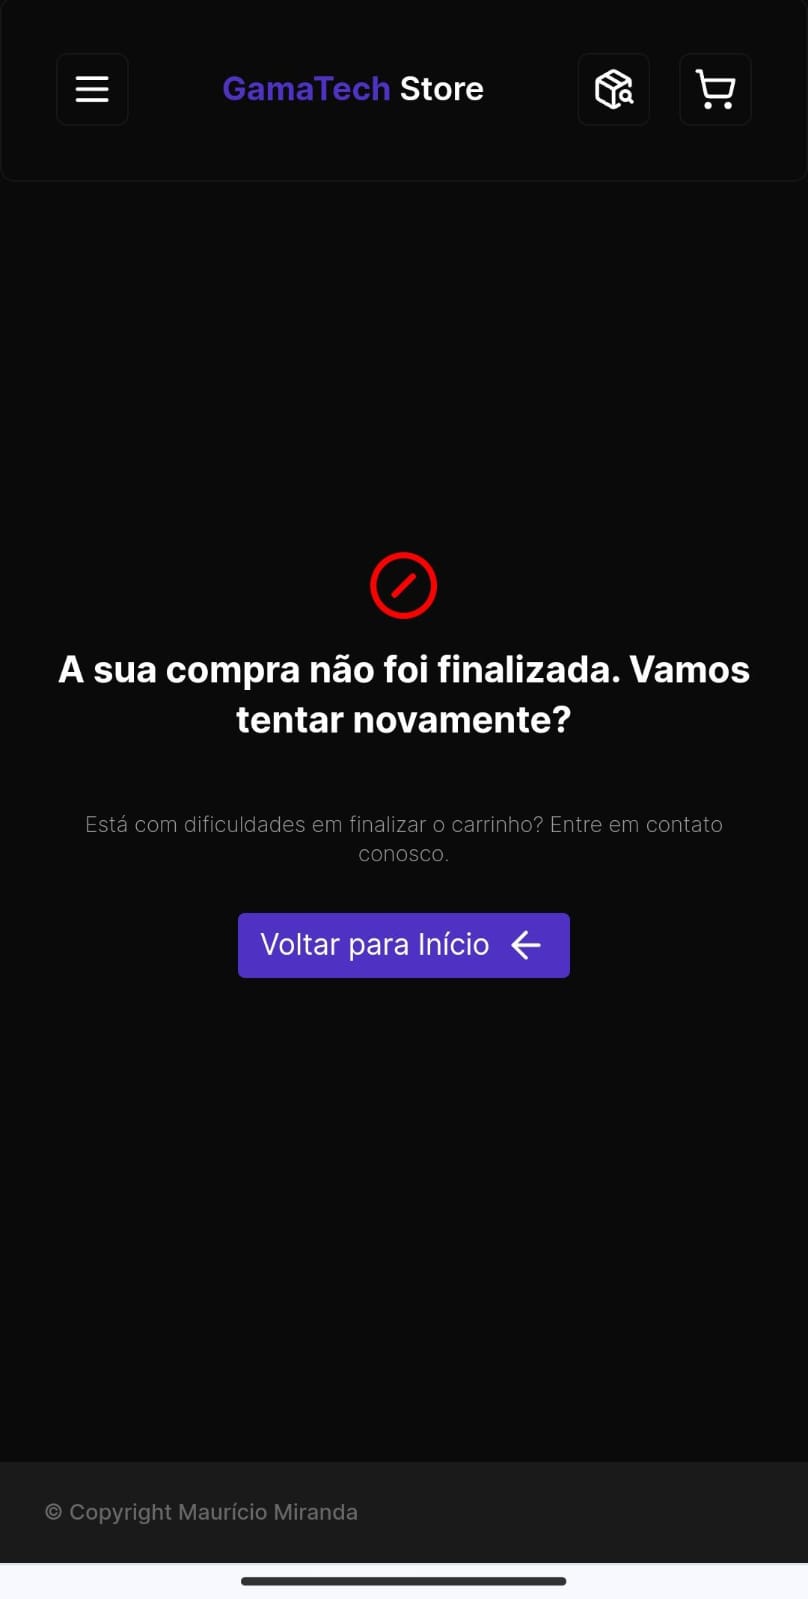 GamaTech Store
A sua compra não foi finalizada. Vamos
tentar novamente?
Está com dificuldades em finalizar o carrinho? Entre em contato
conosco.
Voltar para Início
© Copyright Maurício Miranda